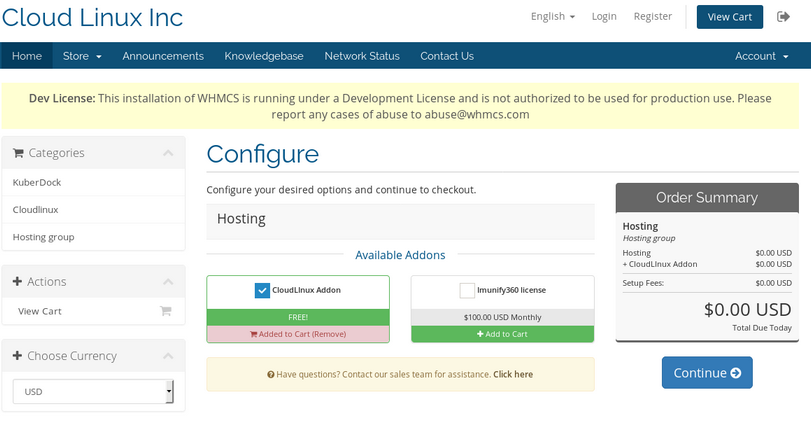 Cloud Linux Inc
English
Login
Register
View Cart
Home
Store
Announcements
Knowledgebase
Network Status
Contact Us
Account
Dev License: This installation of WHMCS is running under a Development License and is not authorized to be used for production use. Please
report any cases of abuse to abuse@whmcs.com
Categories
KuberDock
Cloudlinux
Hosting group
Actions
View Cart
Choose Currency
USD
Configure
Configure your desired options and continue to checkout.
Hosting
Available Addons
CloudLInux Addon
FREE!
Added to Cart (Remove)
Imunify360 license
$100.00 USD Monthly
Add to Cart
Have questions? Contact our sales team for assistance. Click here
Order Summary
Hosting
Hosting group
Hosting $0.00 USD
+ CloudLInux Addon $0.00 USD
Setup Fees: $0.00 USD
$0.00 USD
Total Due Today
Continue